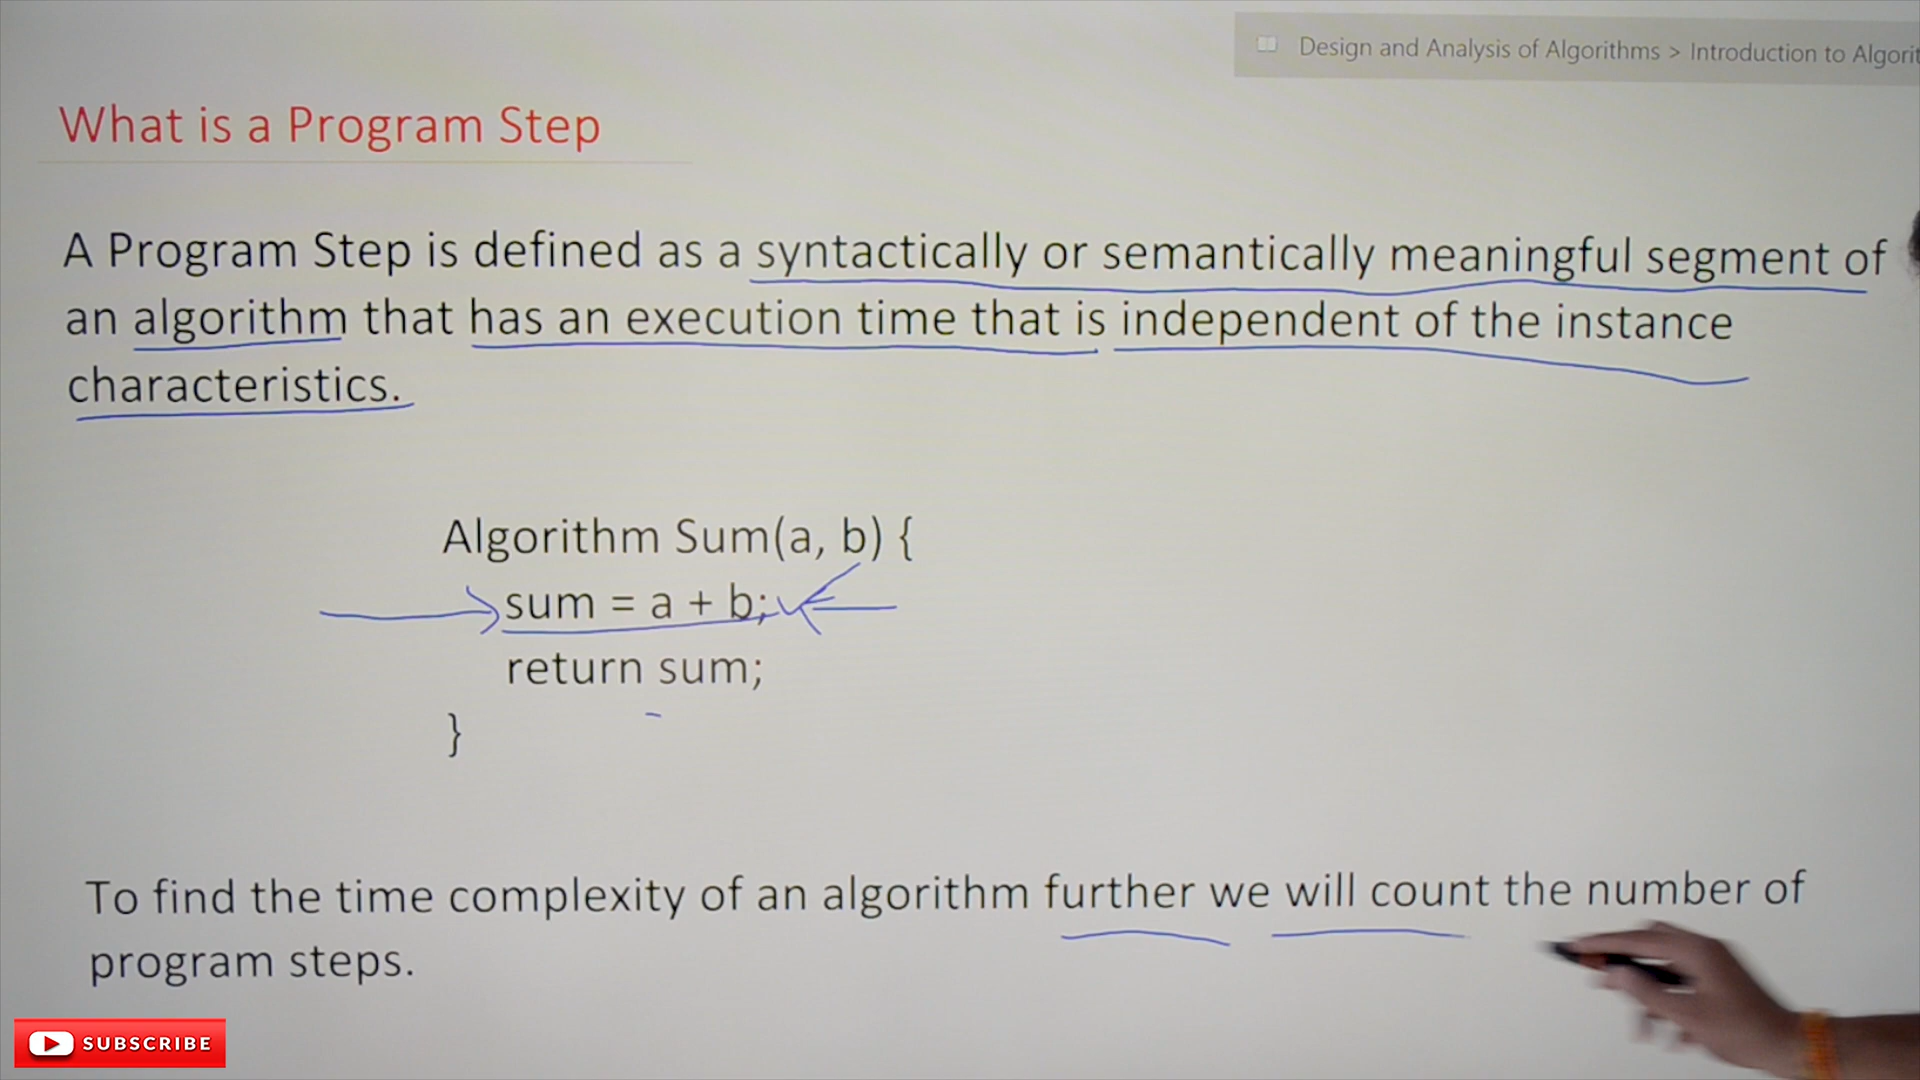 Design and Analysis of Algorithms > Introduction to Algorit
What is a Program Step
A Program Step is defined as a syntactically or semantically meaningful segment of
an algorithm that has an execution time that is independent of the instance
characteristics.
Algorithm Sum(a, b) {
sum = a + b;
return sum;
}
To find the time complexity of an algorithm further we will count the number of
program steps.
SUBSCRIBE